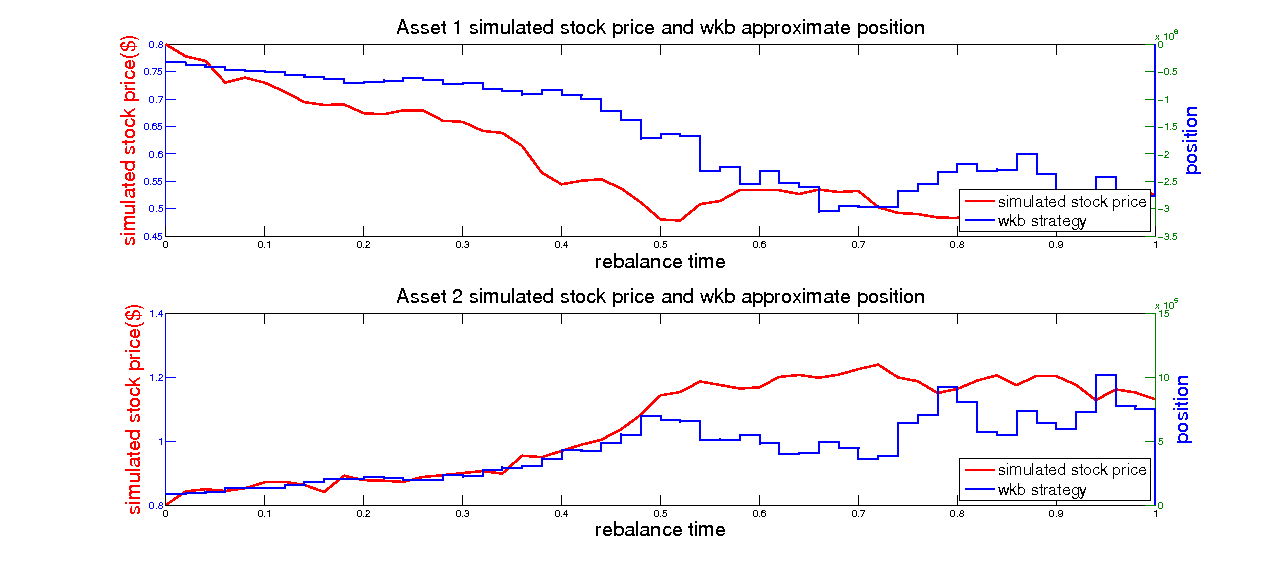 Asset 1 simulated stock price and wkb approximate position
simulated stock price($)
0.8
0.75
0.7
0.65
0.6
0.55
0.5
0.45
0 0.1 0.2 0.3 0.4 0.5 0.6 0.7 0.8 0.9 1
rebalance time
0
−0.5
−1
−1.5
−2
−2.5
−3
−3.5
position
simulated stock price
wkb strategy
Asset 2 simulated stock price and wkb approximate position
simulated stock price($)
1.4
1.2
1
0.8
0 0.1 0.2 0.3 0.4 0.5 0.6 0.7 0.8 0.9 1
rebalance time
15
10
5
0
position
simulated stock price
wkb strategy